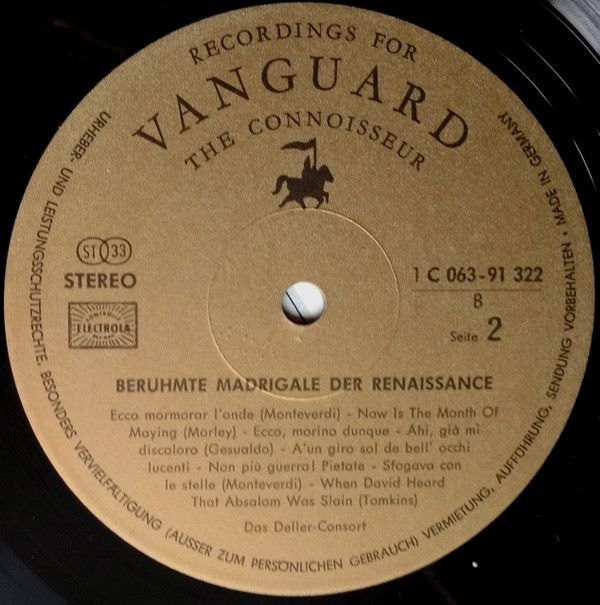 RECORDINGS FOR
VANGUARD
THE CONNOISSEUR
ST 33
STEREO
ELECTROLA
1 C 063-91 322
B
Seite 2
BERUHMTE MADRIGALE DER RENAISSANCE
Ecco mormorar l'onde (Monteverdi) - Now Is The Month Of
Maying (Morley) - Ecco, morino dunque - Ahi, già mi
discoloro (Gesualdo) - A'un giro sol de bell' occhi
lucenti - Non più guerra! Pietate - Sfogava con
le stelle (Monteverdi) - When David Heard
That Absalom Was Slain (Tomkins)
Das Deller-Consort
URHEBER- UND LEISTUNGSSCHUTZRECHTE, BESONDERS VERVIELFÄLTIGUNG (AUSSER ZUM PERSÖNLICHEN GEBRAUCH) VERMIETUNG, AUFFÜHRUNG, SENDUNG VORBEHALTEN · MADE IN GERMANY